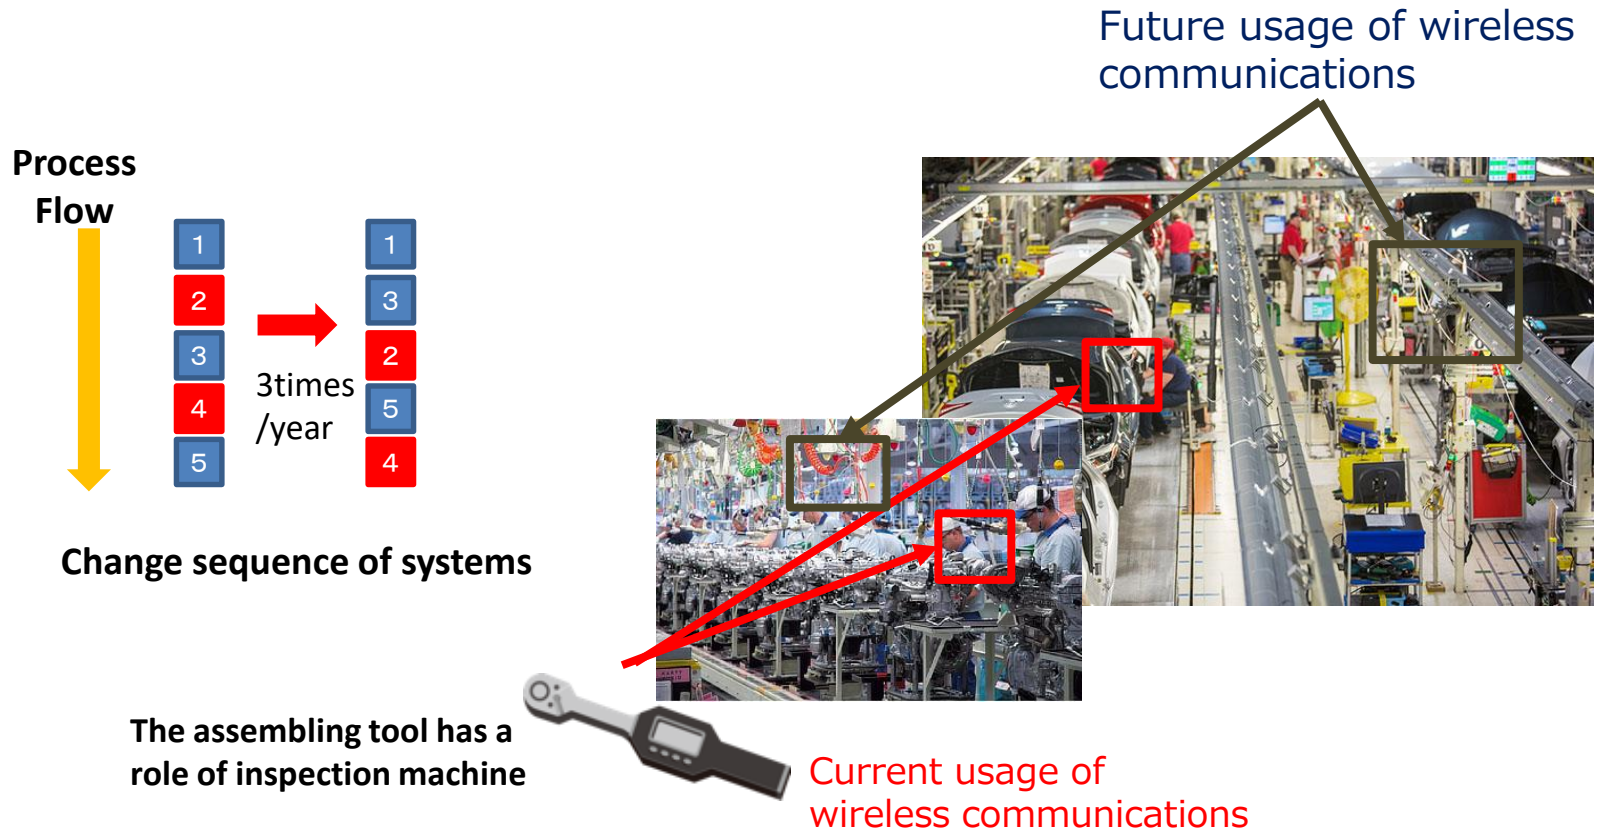 Future usage of wireless
communications
Process
Flow
1
2
3
4
5
3times
/year
1
3
2
5
4
Change sequence of systems
The assembling tool has a
role of inspection machine
Current usage of
wireless communications